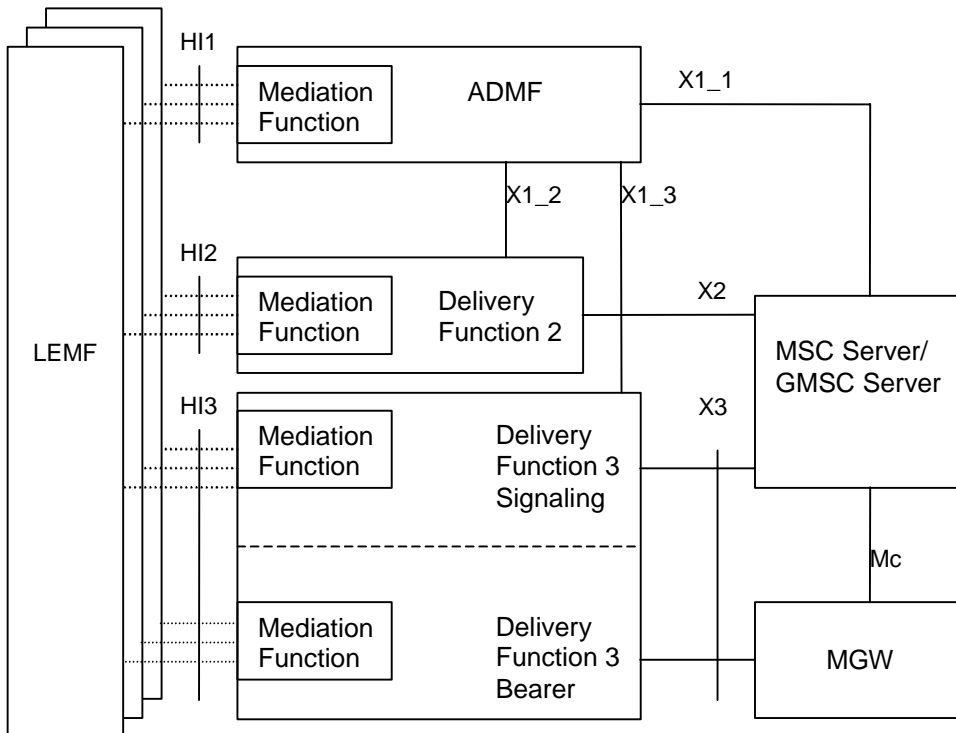 HI1
Mediation
Function
ADMF
X1_1
X1_2
X1_3
HI2
Mediation
Function
Delivery
Function 2
X2
LEMF
MSC Server/
GMSC Server
HI3
Mediation
Function
Delivery
Function 3
Signaling
X3
Mc
Mediation
Function
Delivery
Function 3
Bearer
MGW